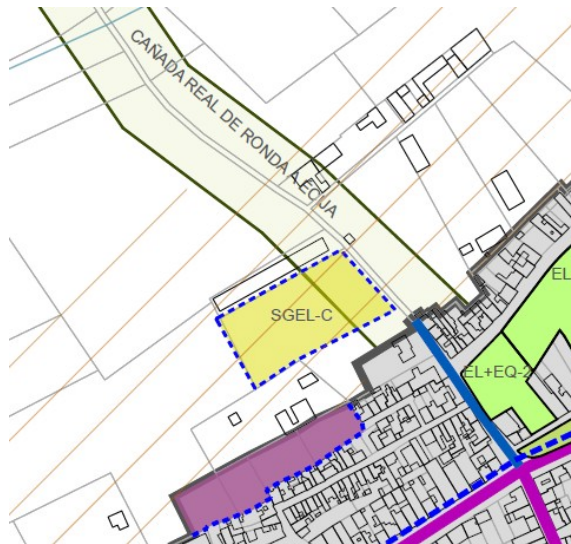 CAÑADA REAL DE RONDA A ECIJA
EL
SGEL-C
EL+EQ-2